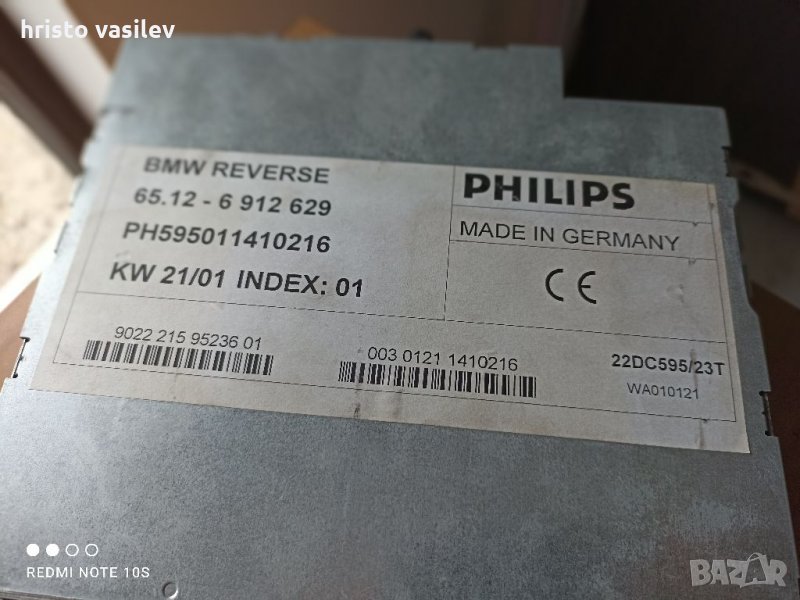 hristo vasilev
BMW REVERSE
65.12 - 6 912 629
PH595011410216
KW 21/01 INDEX: 01
PHILIPS
MADE IN GERMANY
CE
9022 215 95236 01
003 0121 1410216
22DC595/23T
WA010121
REDMI NOTE 10S
BAZAR